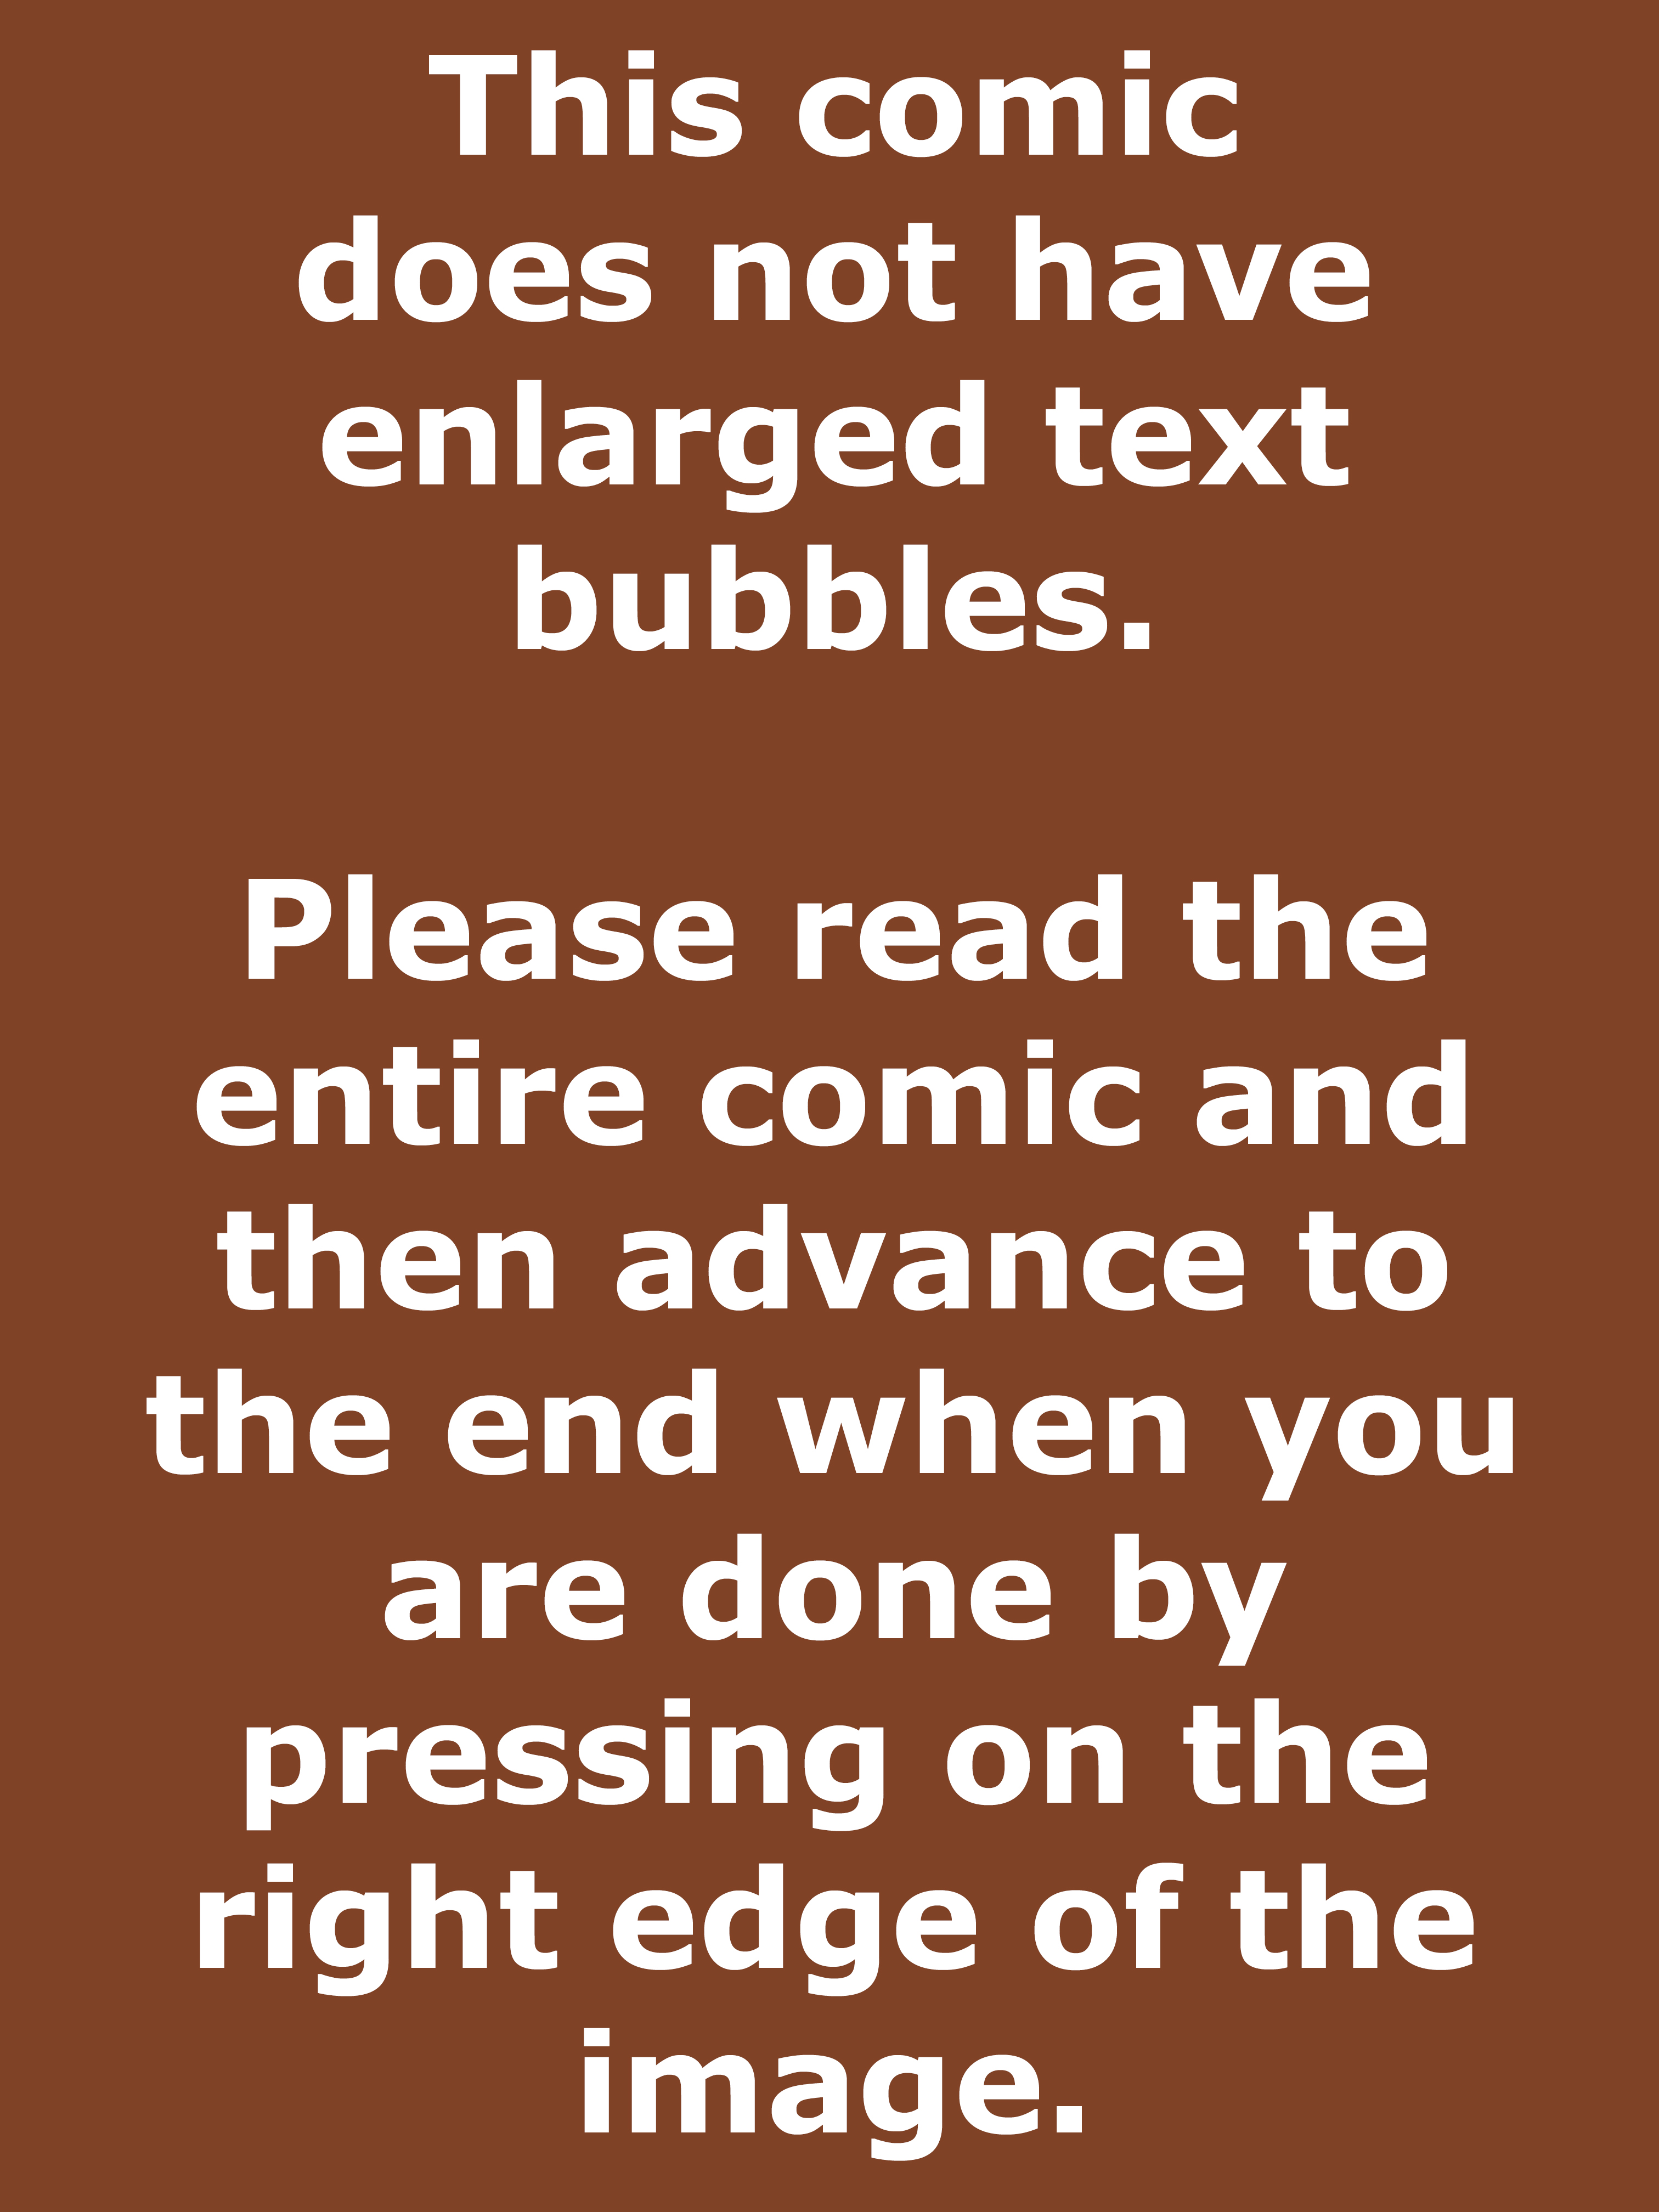 This comic
does not have
enlarged text
bubbles.
Please read the
entire comic and
then advance to
the end when you
are done by
pressing on the
right edge of the
image.